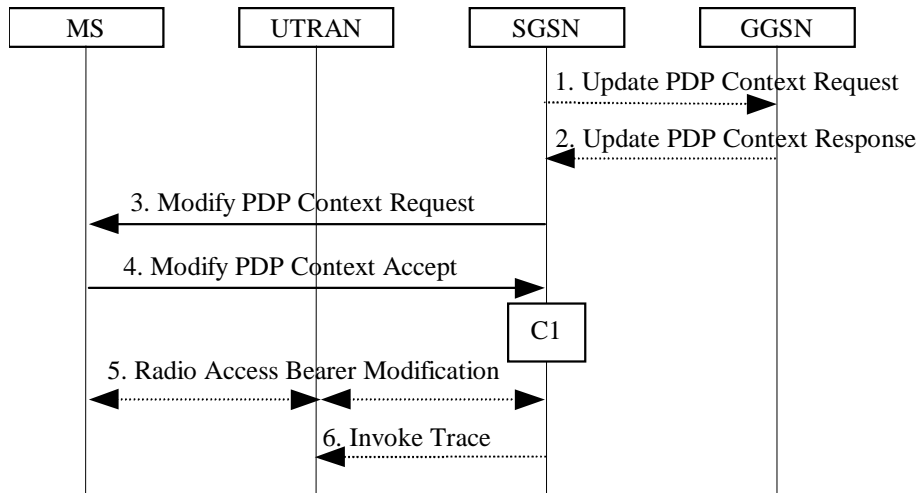 MS UTRAN SGSN GGSN
1. Update PDP Context Request
2. Update PDP Context Response
3. Modify PDP Context Request
4. Modify PDP Context Accept
C1
5. Radio Access Bearer Modification
6. Invoke Trace